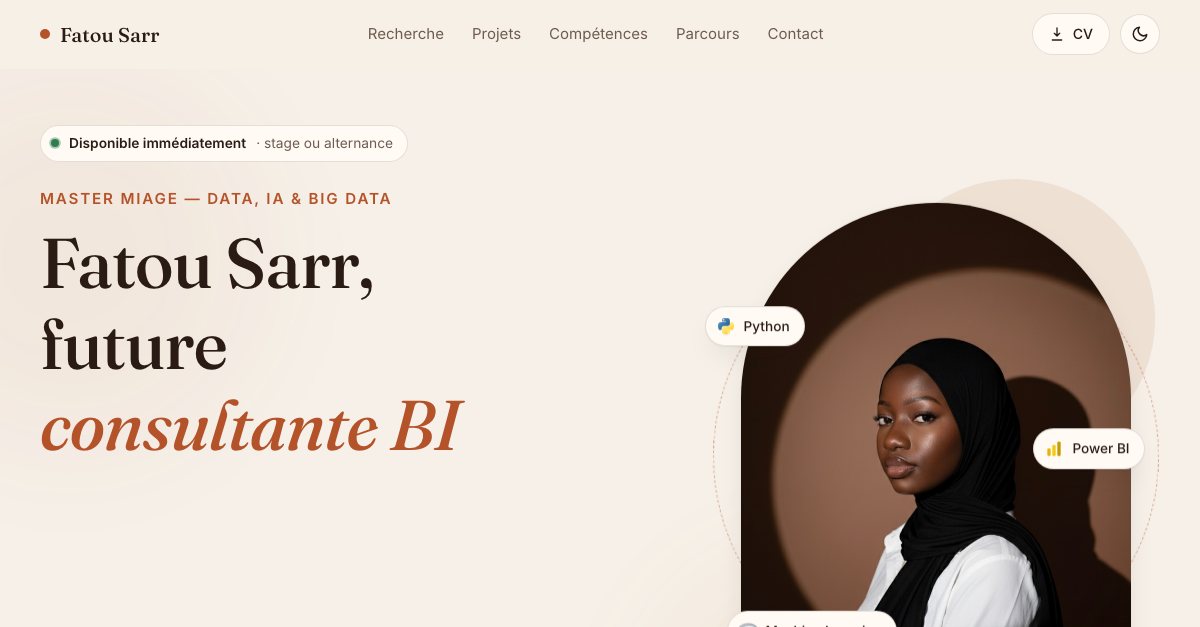 Fatou Sarr
Recherche
Projets
Compétences
Parcours
Contact
CV
Disponible immédiatement · stage ou alternance
MASTER MIAGE — DATA, IA & BIG DATA
Fatou Sarr,
future
consultante BI
Python
Power BI